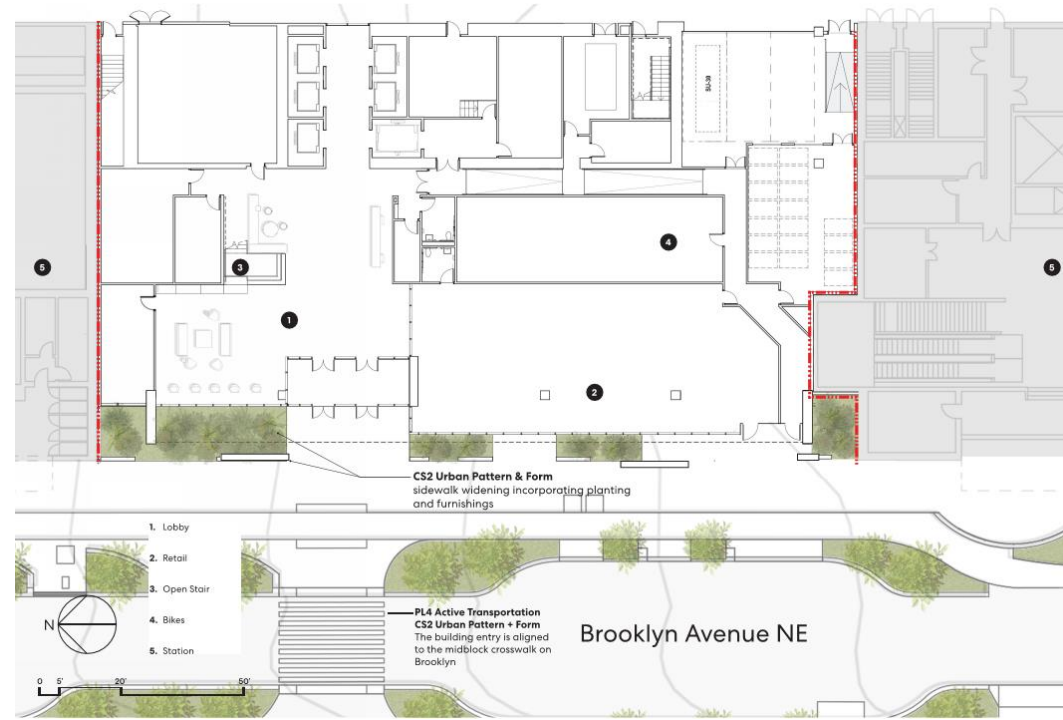 SU-30
4
5
3
5
1
2
CS2 Urban Pattern & Form
sidewalk widening incorporating planting
and furnishings
1. Lobby
2. Retail
3. Open Stair
4. Bikes
5. Station
N
PL4 Active Transportation
CS2 Urban Pattern + Form
The building entry is aligned
to the midblock crosswalk on
Brooklyn
Brooklyn Avenue NE
0 5' 20' 50'